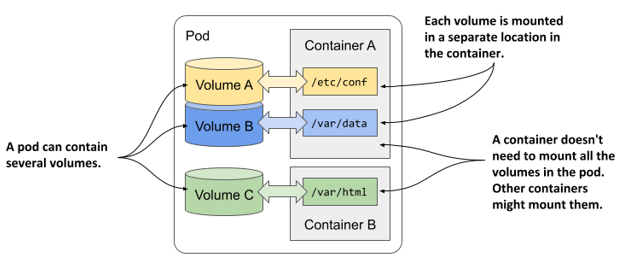 Pod
Container A
Volume A
/etc/conf
Volume B
/var/data
Volume C
/var/html
Container B
Each volume is mounted
in a separate location in
the container.
A pod can contain
several volumes.
A container doesn't
need to mount all the
volumes in the pod.
Other containers
might mount them.